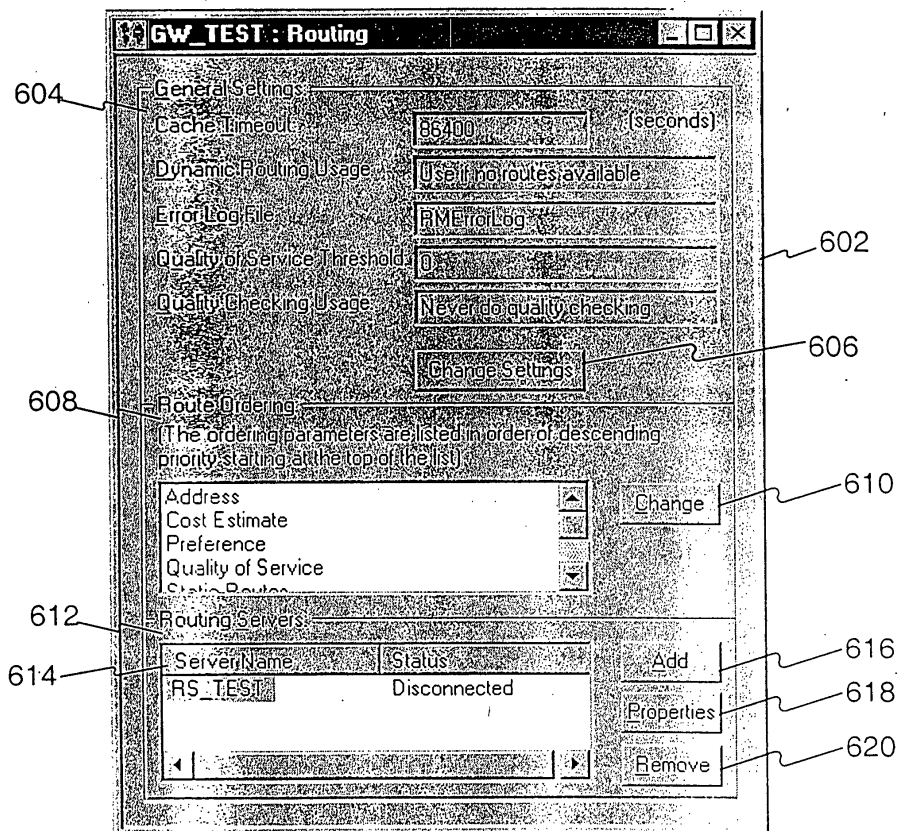 GW_TEST : Routing
604
General Settings
Cache Timeout
86400
(seconds)
Dynamic Routing Usage
Use if no routes available
Error Log File
RMErrorLog
602
Quality of Service Threshold
0
Quality Checking Usage
Never do quality checking
606
Change Settings
608
Route Ordering
(The ordering parameters are listed in order of descending
priority starting at the top of the list)
Address
Cost Estimate
Preference
Quality of Service
Static Routes
Change
610
612
Routing Servers
614
Server Name
Status
RS_TEST
Disconnected
Add
616
Properties
618
Remove
620